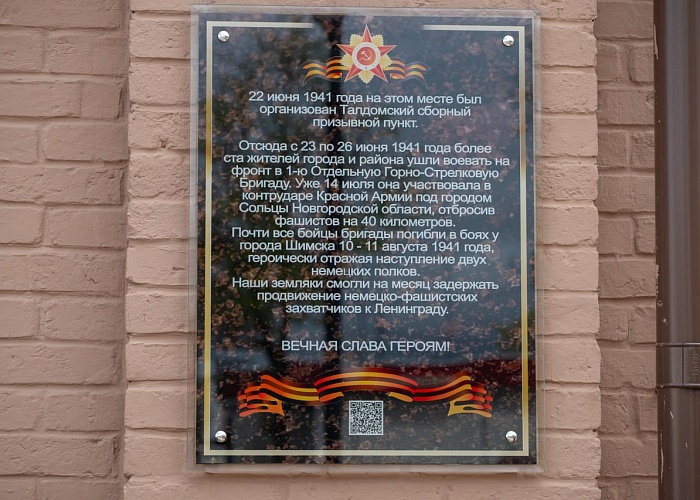 22 июня 1941 года на этом месте был
организован Талдомский сборный
призывной пункт.
Отсюда с 23 по 26 июня 1941 года более
ста жителей города и района ушли воевать на
фронт в 1-ю Отдельную Горно-Стрелковую
Бригаду. Уже 14 июля она участвовала в
контрударе Красной Армии под городом
Сольцы Новгородской области, отбросив
фашистов на 40 километров.
Почти все бойцы бригады погибли в боях у
города Шимска 10 - 11 августа 1941 года,
героически отражая наступление двух
немецких полков.
Наши земляки смогли на месяц задержать
продвижение немецко-фашистских
захватчиков к Ленинграду.
ВЕЧНАЯ СЛАВА ГЕРОЯМ!